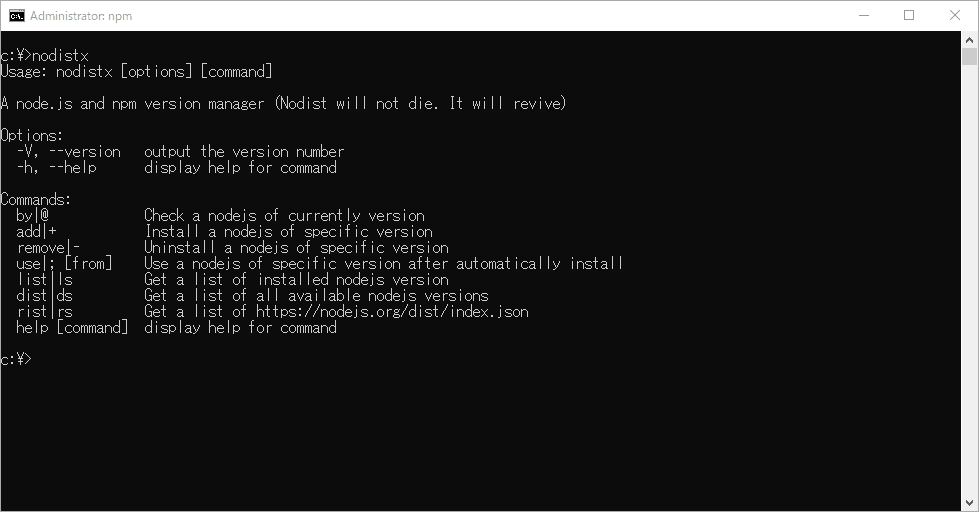 Administrator: npm
c:¥>nodistx
Usage: nodistx [options] [command]
A node.js and npm version manager (Nodist will not die. It will revive)
Options:
-V, --version output the version number
-h, --help display help for command
Commands:
by|@ Check a nodejs of currently version
add|+ Install a nodejs of specific version
remove|- Uninstall a nodejs of specific version
use|; [from] Use a nodejs of specific version after automatically install
list|ls Get a list of installed nodejs version
dist|ds Get a list of all available nodejs versions
rist|rs Get a list of https://nodejs.org/dist/index.json
help [command] display help for command
c:¥>